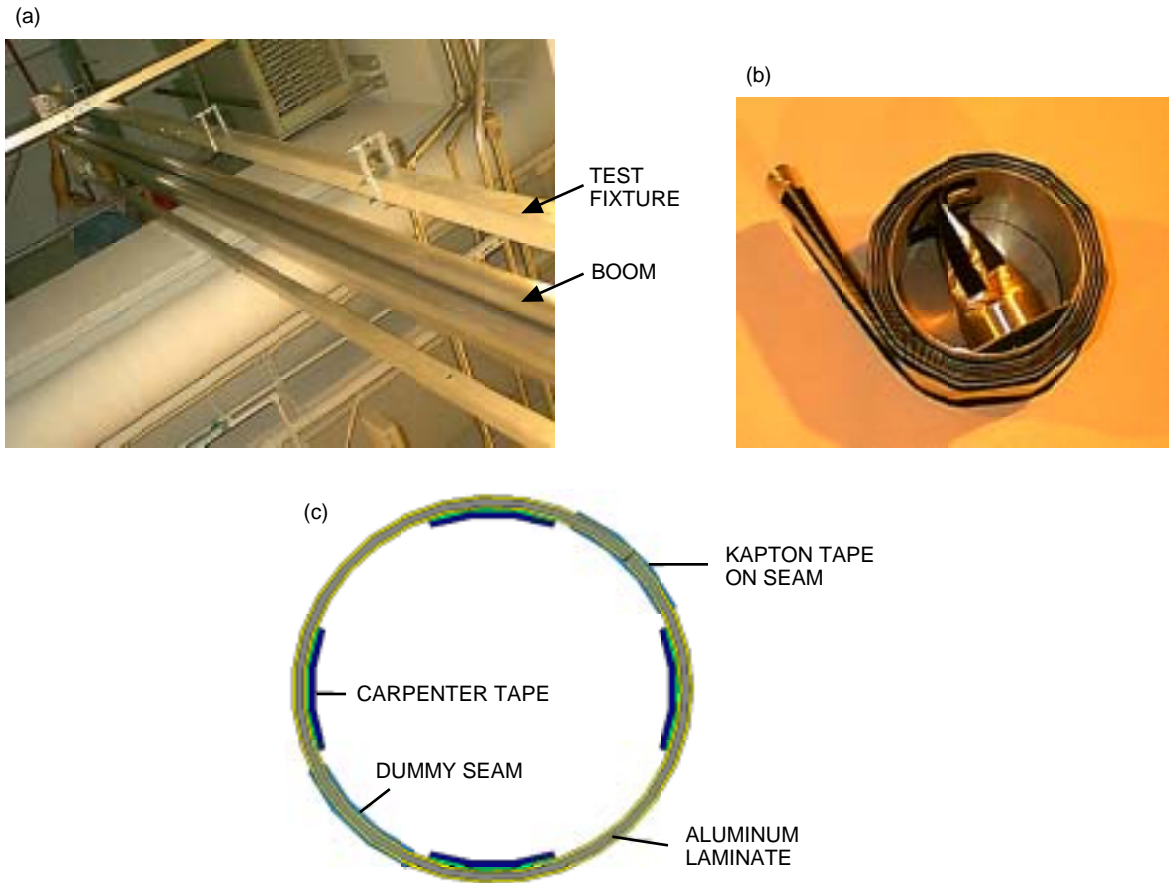 (a)
(b)
TEST
FIXTURE
BOOM
(c)
KAPTON TAPE
ON SEAM
CARPENTER TAPE
DUMMY SEAM
ALUMINUM
LAMINATE